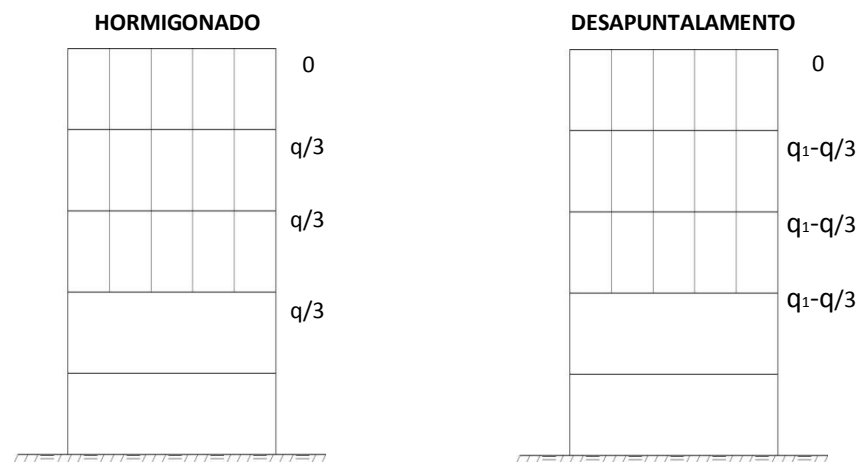 HORMIGONADO
0
q/3
q/3
q/3
DESAPUNTALAMENTO
0
q₁-q/3
q₁-q/3
q₁-q/3